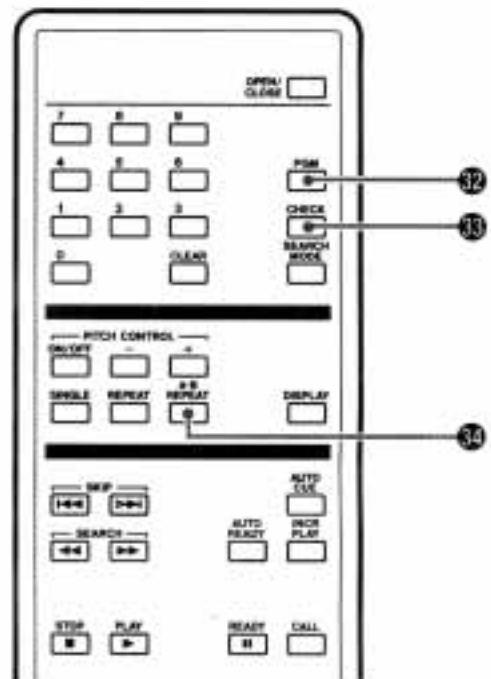 OPEN/
CLOSE
7 8 9
4 5 6 PGM
32
1 2 3 CHECK
33
0 CLEAR SEARCH
MODE
PITCH CONTROL
ON/OFF - +
SINGLE REPEAT A-B
REPEAT DISPLAY
34
SKIP AUTO
CUE
SEARCH AUTO
READY INCR
PLAY
STOP PLAY READY CALL